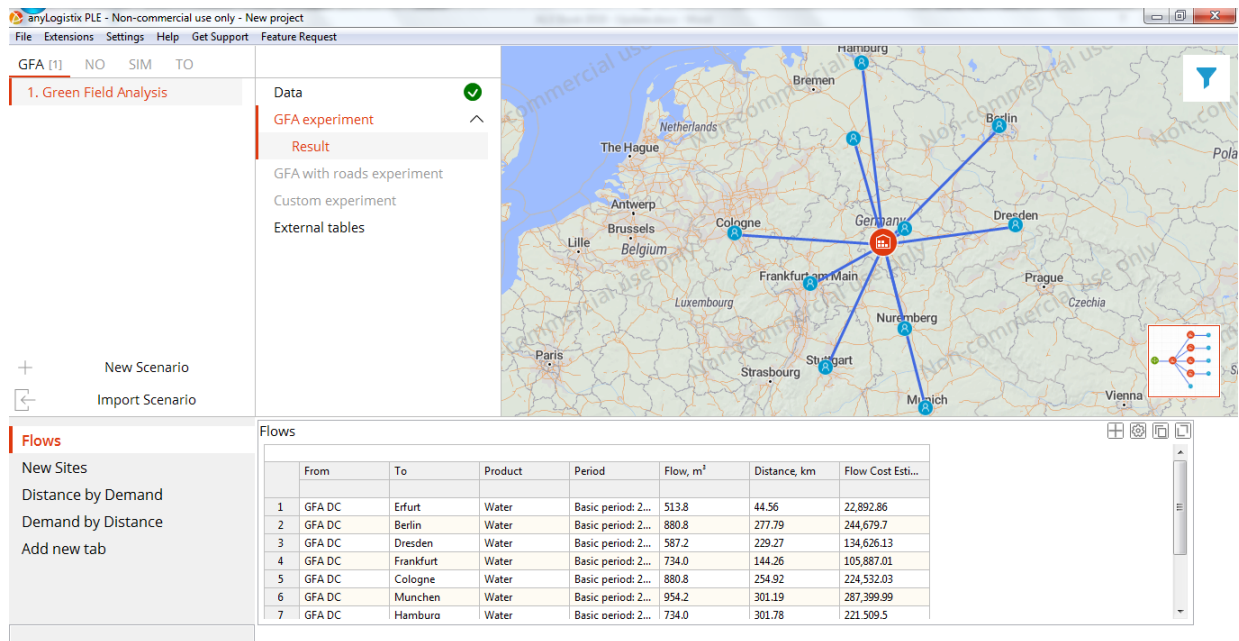 anyLogistix PLE - Non-commercial use only - New project
File Extensions Settings Help Get Support Feature Request
GFA [1] NO SIM TO
1. Green Field Analysis
New Scenario
Import Scenario
Data
GFA experiment
Result
GFA with roads experiment
Custom experiment
External tables
Hamburg
Bremen
Berlin
Netherlands
The Hague
Pola
Antwerp
Cologne
Germany
Dresden
Brussels
Lille
Belgium
Frankfurt am Main
Prague
Luxembourg
Czechia
Nuremberg
Paris
Stuttgart
Strasbourg
Vienna
Munich
Non-commercial use only
Flows
New Sites
Distance by Demand
Demand by Distance
Add new tab
Flows
From To Product Period Flow, m³ Distance, km Flow Cost Esti...
1 GFA DC Erfurt Water Basic period: 2... 513.8 44.56 22,892.86
2 GFA DC Berlin Water Basic period: 2... 880.8 277.79 244,679.7
3 GFA DC Dresden Water Basic period: 2... 587.2 229.27 134,626.13
4 GFA DC Frankfurt Water Basic period: 2... 734.0 144.26 105,887.01
5 GFA DC Cologne Water Basic period: 2... 880.8 254.92 224,532.03
6 GFA DC Munchen Water Basic period: 2... 954.2 301.19 287,399.99
7 GFA DC Hamburg Water Basic period: 2... 734.0 301.78 221,509.5